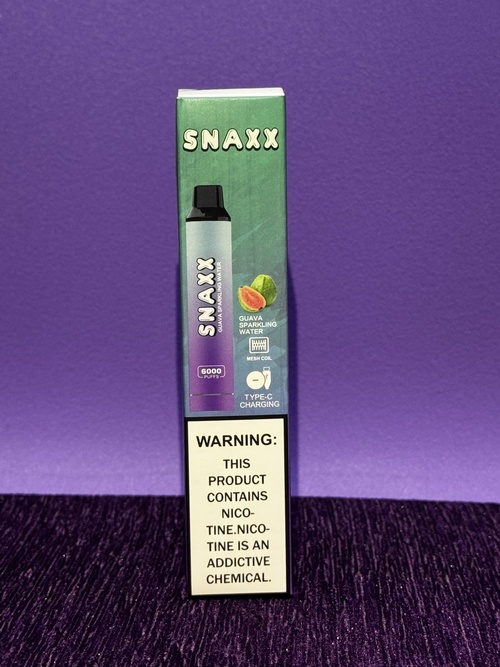 SNAXX
SNAXX
GUAVA SPARKLING WATER
6000
PUFFS
GUAVA
SPARKLING
WATER
MESH COIL
TYPE-C
CHARGING
WARNING:
THIS
PRODUCT
CONTAINS
NICO-
TINE.NICO-
TINE IS AN
ADDICTIVE
CHEMICAL.